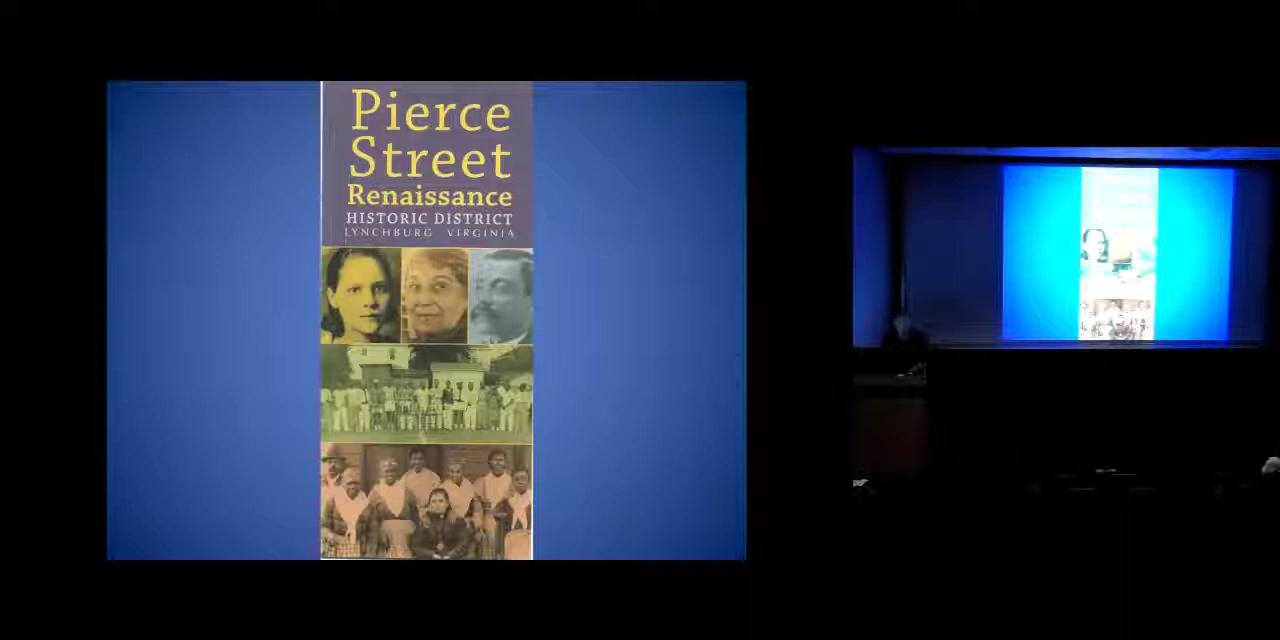 Pierce
Street
Renaissance
HISTORIC DISTRICT
LYNCHBURG VIRGINIA